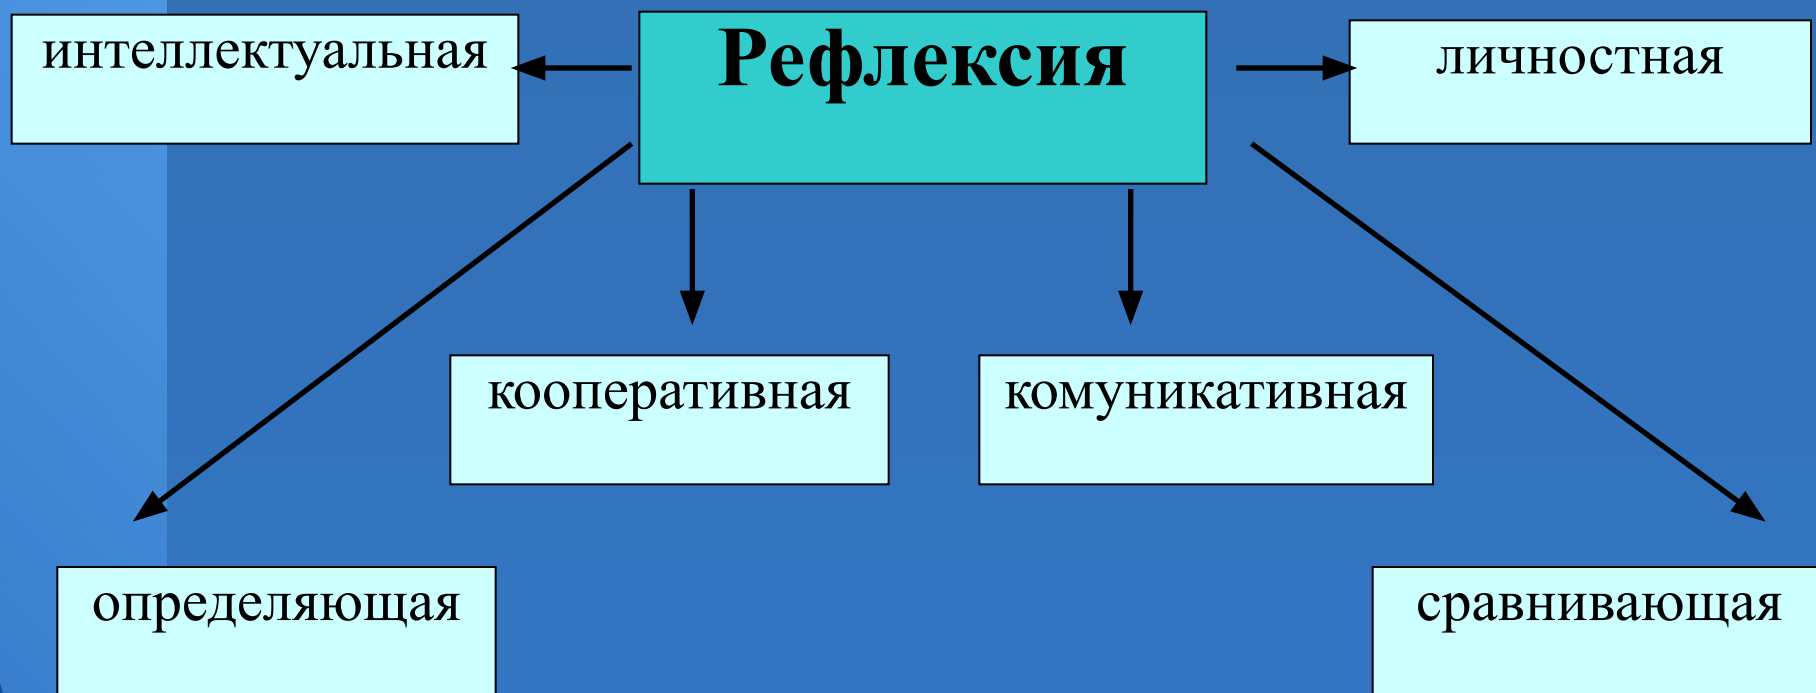 интеллектуальная
Рефлексия
личностная
кооперативная
комуникативная
определяющая
сравнивающая